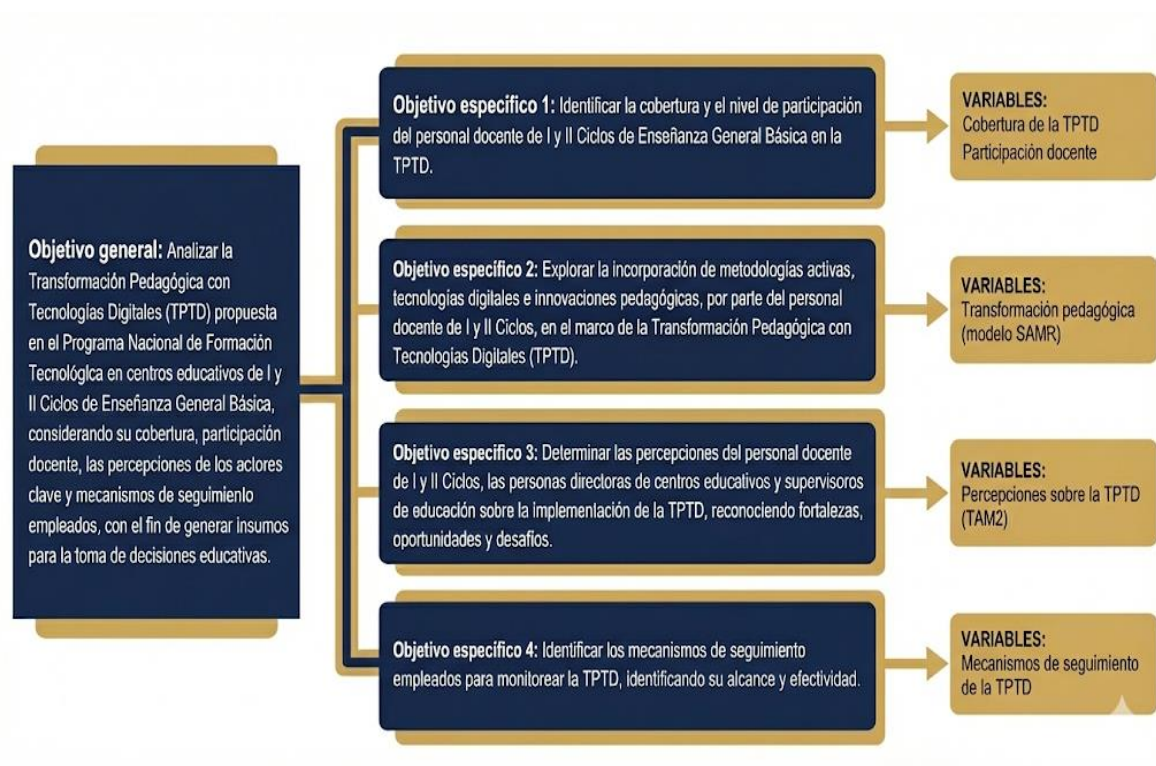 Objetivo general: Analizar la
Transformación Pedagógica con
Tecnologías Digitales (TPTD) propuesta
en el Programa Nacional de Formación
Tecnológica en centros educativos de I y
II Ciclos de Enseñanza General Básica,
considerando su cobertura, participación
docente, las percepciones de los actores
clave y mecanismos de seguimiento
empleados, con el fin de generar insumos
para la toma de decisiones educativas.
Objetivo específico 1: Identificar la cobertura y el nivel de participación
del personal docente de I y II Ciclos de Enseñanza General Básica en la
TPTD.
VARIABLES:
Cobertura de la TPTD
Participación docente
Objetivo específico 2: Explorar la incorporación de metodologías activas,
tecnologías digitales e innovaciones pedagógicas, por parte del personal
docente de I y II Ciclos, en el marco de la Transformación Pedagógica con
Tecnologías Digitales (TPTD).
VARIABLES:
Transformación pedagógica
(modelo SAMR)
Objetivo específico 3: Determinar las percepciones del personal docente
de I y II Ciclos, las personas directoras de centros educativos y supervisoros
de educación sobre la implemenlación de la TPTD, reconociendo fortalezas,
oportunidades y desafíos.
VARIABLES:
Percepciones sobre la TPTD
(TAM2)
Objetivo específico 4: Identificar los mecanismos de seguimiento
empleados para monitorear la TPTD, identificando su alcance y efectividad.
VARIABLES:
Mecanismos de seguimiento
de la TPTD